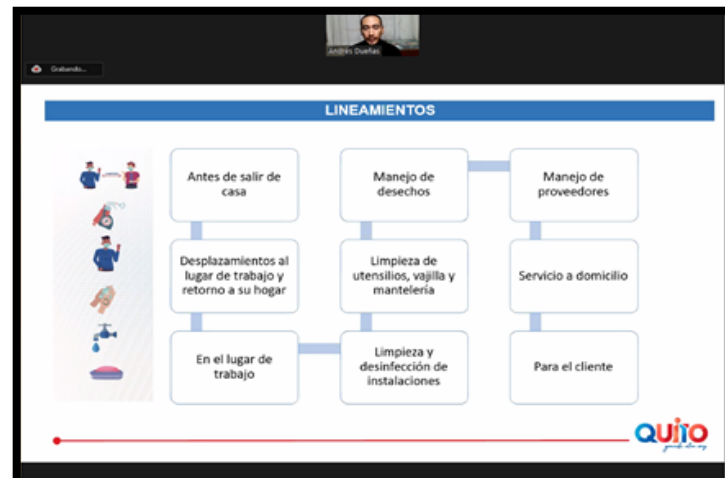 Andrés Dueñas
Grabando...
LINEAMIENTOS
Antes de salir de
casa
Desplazamientos al
lugar de trabajo y
retorno a su hogar
En el lugar de
trabajo
Limpieza y
desinfección de
instalaciones
Limpieza de
utensilios, vajilla y
mantelería
Manejo de
desechos
Manejo de
proveedores
Servicio a domicilio
Para el cliente
QUITO